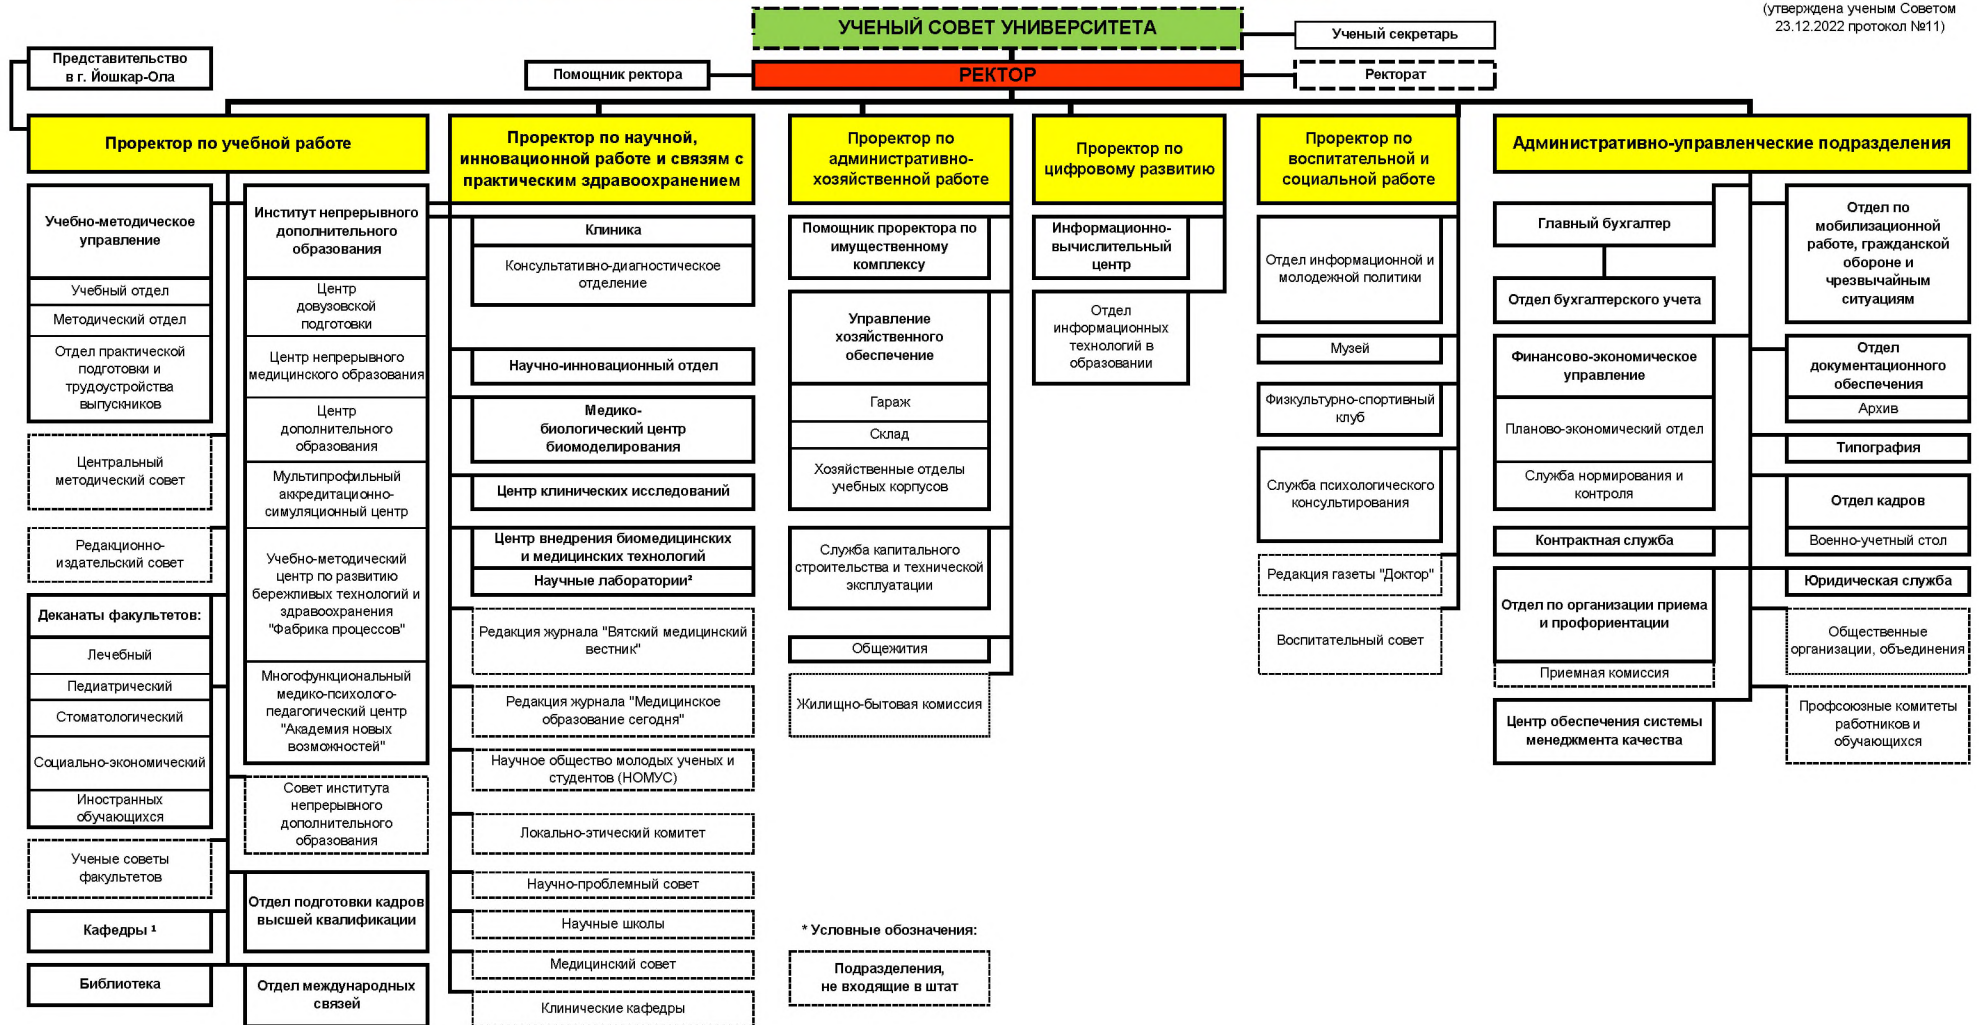 (утверждена ученым Советом
23.12.2022 протокол №11)
УЧЕНЫЙ СОВЕТ УНИВЕРСИТЕТА
Ученый секретарь
Представительство
в г. Йошкар-Ола
Помощник ректора
РЕКТОР
Ректорат
Проректор по учебной работе
Проректор по научной,
инновационной работе и связям с
практическим здравоохранением
Проректор по
административно-
хозяйственной работе
Проректор по
цифровому развитию
Проректор по
воспитательной и
социальной работе
Административно-управленческие подразделения
Учебно-методическое
управление
Учебный отдел
Методический отдел
Отдел практической
подготовки и
трудоустройства
выпускников
Центральный
методический совет
Редакционно-
издательский совет
Деканаты факультетов:
Лечебный
Педиатрический
Стоматологический
Социально-экономический
Иностранных
обучающихся
Ученые советы
факультетов
Кафедры ¹
Библиотека
Институт непрерывного
дополнительного
образования
Центр
довузовской
подготовки
Центр непрерывного
медицинского образования
Центр
дополнительного
образования
Мультипрофильный
аккредитационно-
симуляционный центр
Учебно-методический
центр по развитию
бережливых технологий и
здравоохранения
"Фабрика процессов"
Многофункциональный
медико-психолого-
педагогический центр
"Академия новых
возможностей"
Совет института
непрерывного
дополнительного
образования
Отдел подготовки кадров
высшей квалификации
Отдел международных
связей
Клиника
Консультативно-диагностическое
отделение
Научно-инновационный отдел
Медико-
биологический центр
биомоделирования
Центр клинических исследований
Центр внедрения биомедицинских
и медицинских технологий
Научные лаборатории²
Редакция журнала "Вятский медицинский
вестник"
Редакция журнала "Медицинское
образование сегодня"
Научное общество молодых ученых и
студентов (НОМУС)
Локально-этический комитет
Научно-проблемный совет
Научные школы
Медицинский совет
Клинические кафедры
Помощник проректора по
имущественному
комплексу
Управление
хозяйственного
обеспечения
Гараж
Склад
Хозяйственные отделы
учебных корпусов
Служба капитального
строительства и технической
эксплуатации
Общежития
Жилищно-бытовая комиссия
* Условные обозначения:
Подразделения,
не входящие в штат
Информационно-
вычислительный
центр
Отдел
информационных
технологий в
образовании
Отдел информационной и
молодежной политики
Музей
Физкультурно-спортивный
клуб
Служба психологического
консультирования
Редакция газеты "Доктор"
Воспитательный совет
Главный бухгалтер
Отдел бухгалтерского учета
Финансово-экономическое
управление
Планово-экономический отдел
Служба нормирования и
контроля
Контрактная служба
Отдел по организации приема
и профориентации
Приемная комиссия
Центр обеспечения системы
менеджмента качества
Отдел по
мобилизационной
работе, гражданской
обороне и
чрезвычайным
ситуациям
Отдел
документационного
обеспечения
Архив
Типография
Отдел кадров
Военно-учетный стол
Юридическая служба
Общественные
организации, объединения
Профсоюзные комитеты
работников и
обучающихся